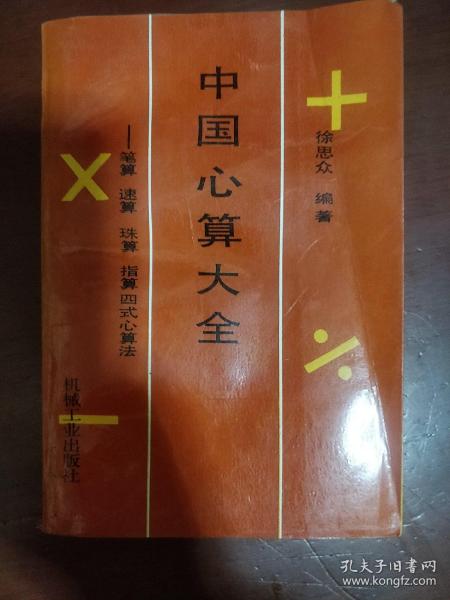 中国心算大全
——笔算 速算 珠算 指算四式心算法
徐思众 编著
机械工业出版社
孔夫子旧书网
www.kongfz.com